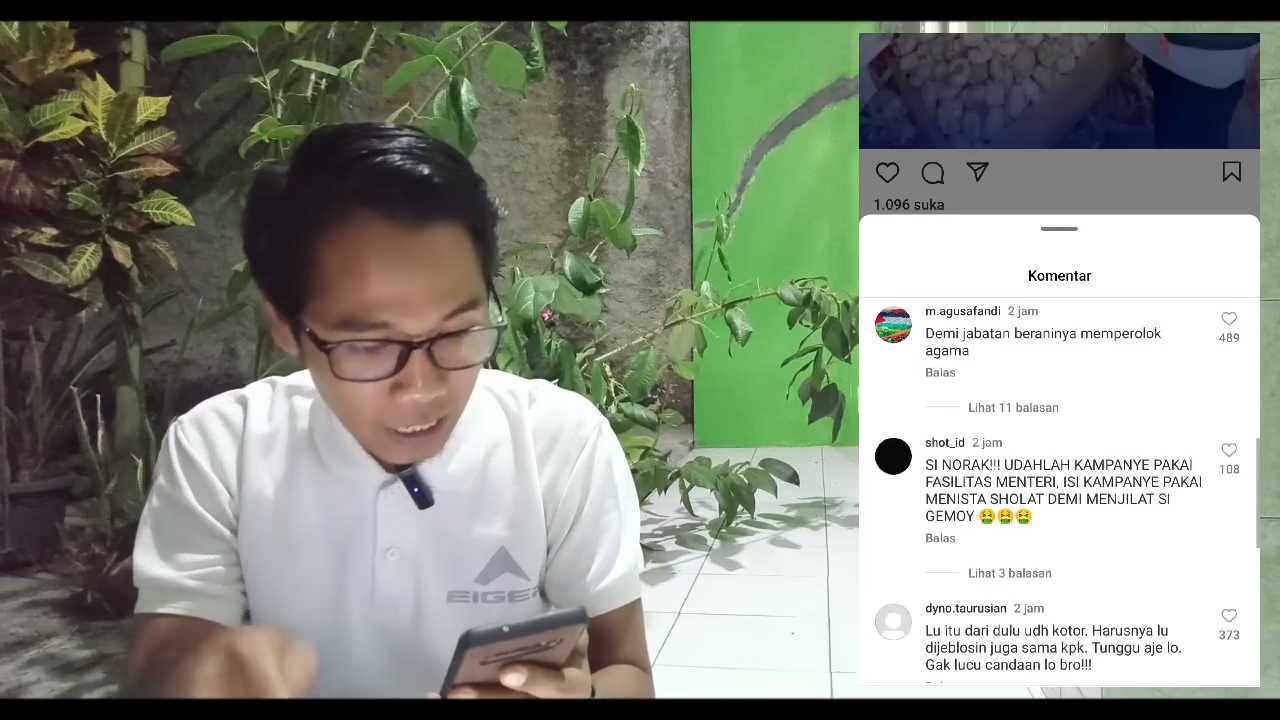 EIGER
1.096 suka
Komentar
m.agusafandi 2 jam
Demi jabatan beraninya memperolok
agama
489
Balas
Lihat 11 balasan
shot_id 2 jam
SI NORAK!!! UDAHLAH KAMPANYE PAKAI
FASILITAS MENTERI, ISI KAMPANYE PAKAI
MENISTA SHOLAT DEMI MENJILAT SI
GEMOY 🤮🤮🤮
108
Balas
Lihat 3 balasan
dyno.taurusian 2 jam
Lu itu dari dulu udh kotor. Harusnya lu
dijeblosin juga sama kpk. Tunggu aje lo.
Gak lucu candaan lo bro!!!
373